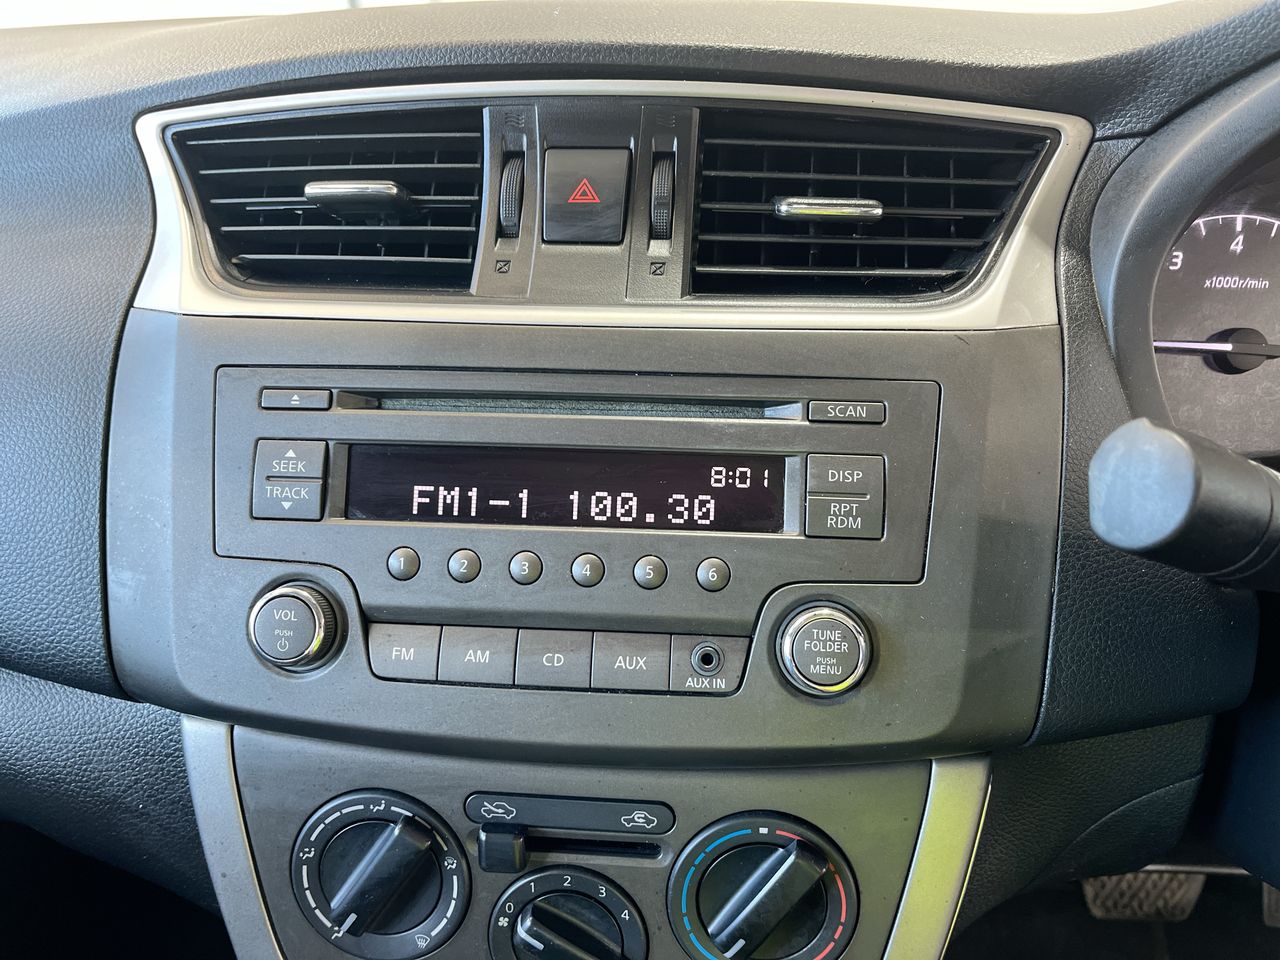 3
4
x1000r/min
SCAN
SEEK
TRACK
8:01
FM1-1 100.30
DISP
RPT
RDM
1 2 3 4 5 6
VOL
PUSH
FM AM CD AUX
AUX IN
TUNE
FOLDER
PUSH
MENU
0 1 2 3 4